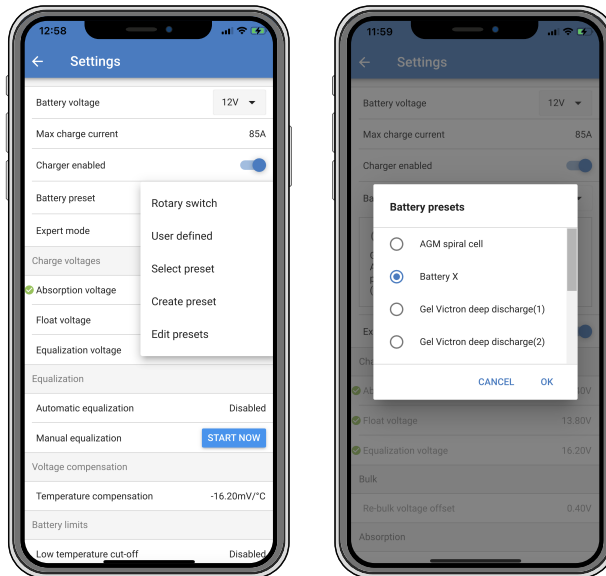 12:58
Settings
Battery voltage 12V
Max charge current 85A
Charger enabled
Battery preset
Rotary switch
Expert mode
User defined
Charge voltages
Select preset
Absorption voltage
Create preset
Float voltage
Edit presets
Equalization voltage
Equalization
Automatic equalization Disabled
Manual equalization START NOW
Voltage compensation
Temperature compensation -16.20mV/°C
Battery limits
Low temperature cut-off Disabled
11:59
Settings
Battery voltage 12V
Max charge current 85A
Charger enabled
Ba
Battery presets
AGM spiral cell
Battery X
Gel Victron deep discharge(1)
Gel Victron deep discharge(2)
Ex
CANCEL OK
Ch
Ab 0V
Float voltage 13.80V
Equalization voltage 16.20V
Bulk
Re-bulk voltage offset 0.40V
Absorption